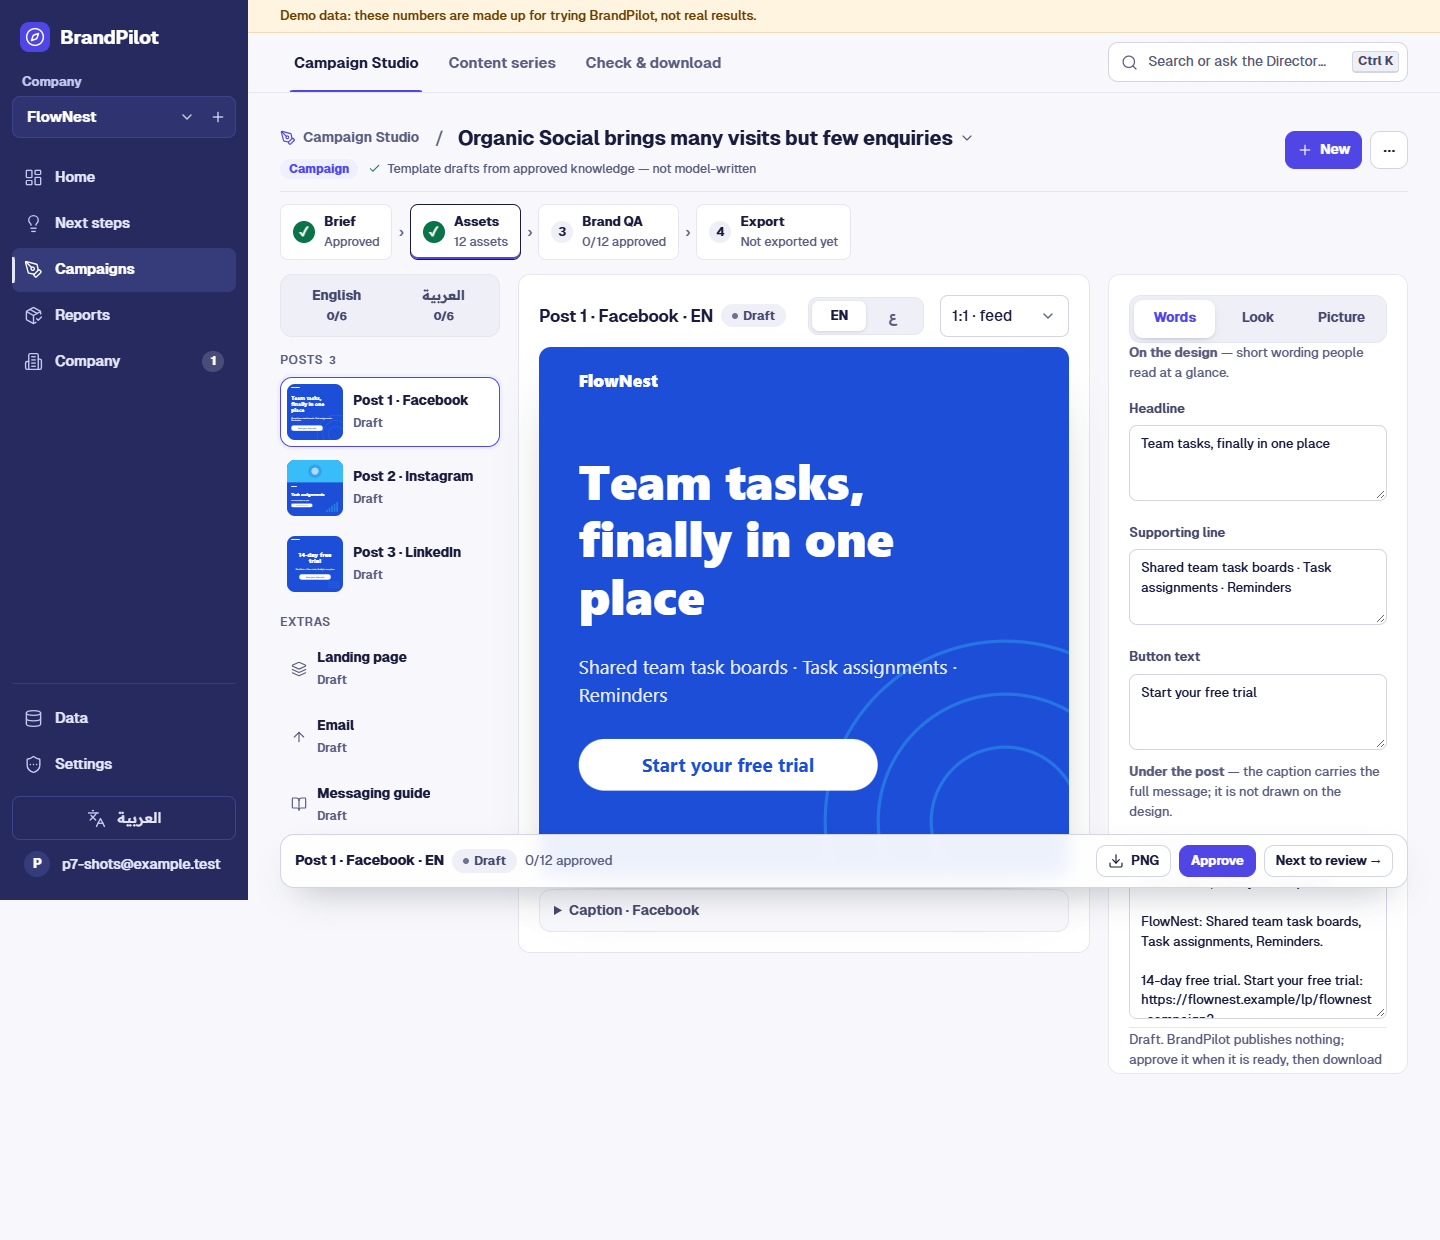 BrandPilot
Company
FlowNest
Home
Next steps
Campaigns
Reports
Company 1
Data
Settings
العربية
P p7-shots@example.test
Demo data: these numbers are made up for trying BrandPilot, not real results.
Campaign Studio Content series Check & download
Search or ask the Director... Ctrl K
Campaign Studio / Organic Social brings many visits but few enquiries
Campaign Template drafts from approved knowledge — not model-written
+ New ...
Brief
Approved
Assets
12 assets
3 Brand QA
0/12 approved
4 Export
Not exported yet
English العربية
0/6 0/6
POSTS 3
Team tasks,
finally in one
place
Post 1 · Facebook
Draft
Post 2 · Instagram
Draft
14-day free
trial
Post 3 · LinkedIn
Draft
EXTRAS
Landing page
Draft
Email
Draft
Messaging guide
Draft
Post 1 · Facebook · EN Draft EN ع 1:1 · feed
FlowNest
Team tasks,
finally in one
place
Shared team task boards · Task assignments ·
Reminders
Start your free trial
Post 1 · Facebook · EN Draft 0/12 approved
PNG Approve Next to review →
Caption · Facebook
Words Look Picture
On the design — short wording people
read at a glance.
Headline
Team tasks, finally in one place
Supporting line
Shared team task boards · Task
assignments · Reminders
Button text
Start your free trial
Under the post — the caption carries the
full message; it is not drawn on the
design.
FlowNest: Shared team task boards,
Task assignments, Reminders.
14-day free trial. Start your free trial:
https://flownest.example/lp/flownest
Draft. BrandPilot publishes nothing;
approve it when it is ready, then download